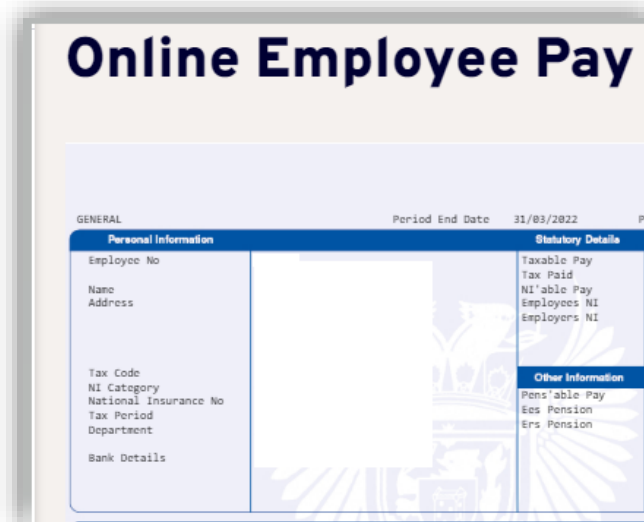 Online Employee Pay
GENERAL Period End Date 31/03/2022 P
Personal Information Statutory Details
Employee No Taxable Pay
Tax Paid
Name NI'able Pay
Address Employees NI
Employers NI
Tax Code Other Information
NI Category Pens'able Pay
National Insurance No Ees Pension
Tax Period Ers Pension
Department
Bank Details